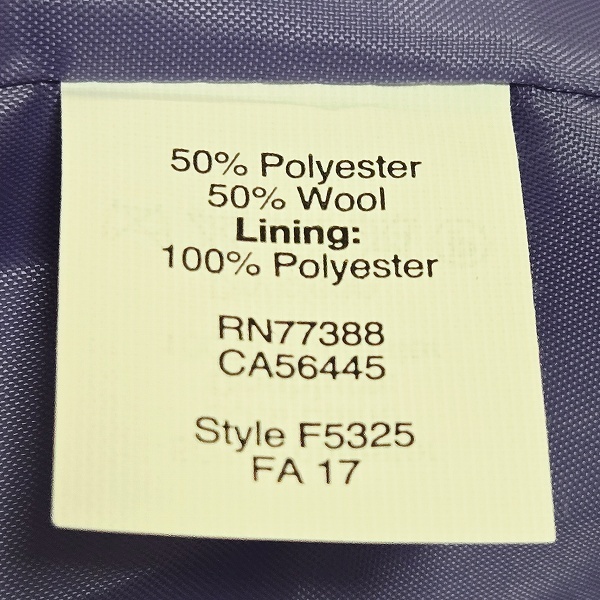 50% Polyester
50% Wool
Lining:
100% Polyester
RN77388
CA56445
Style F5325
FA 17